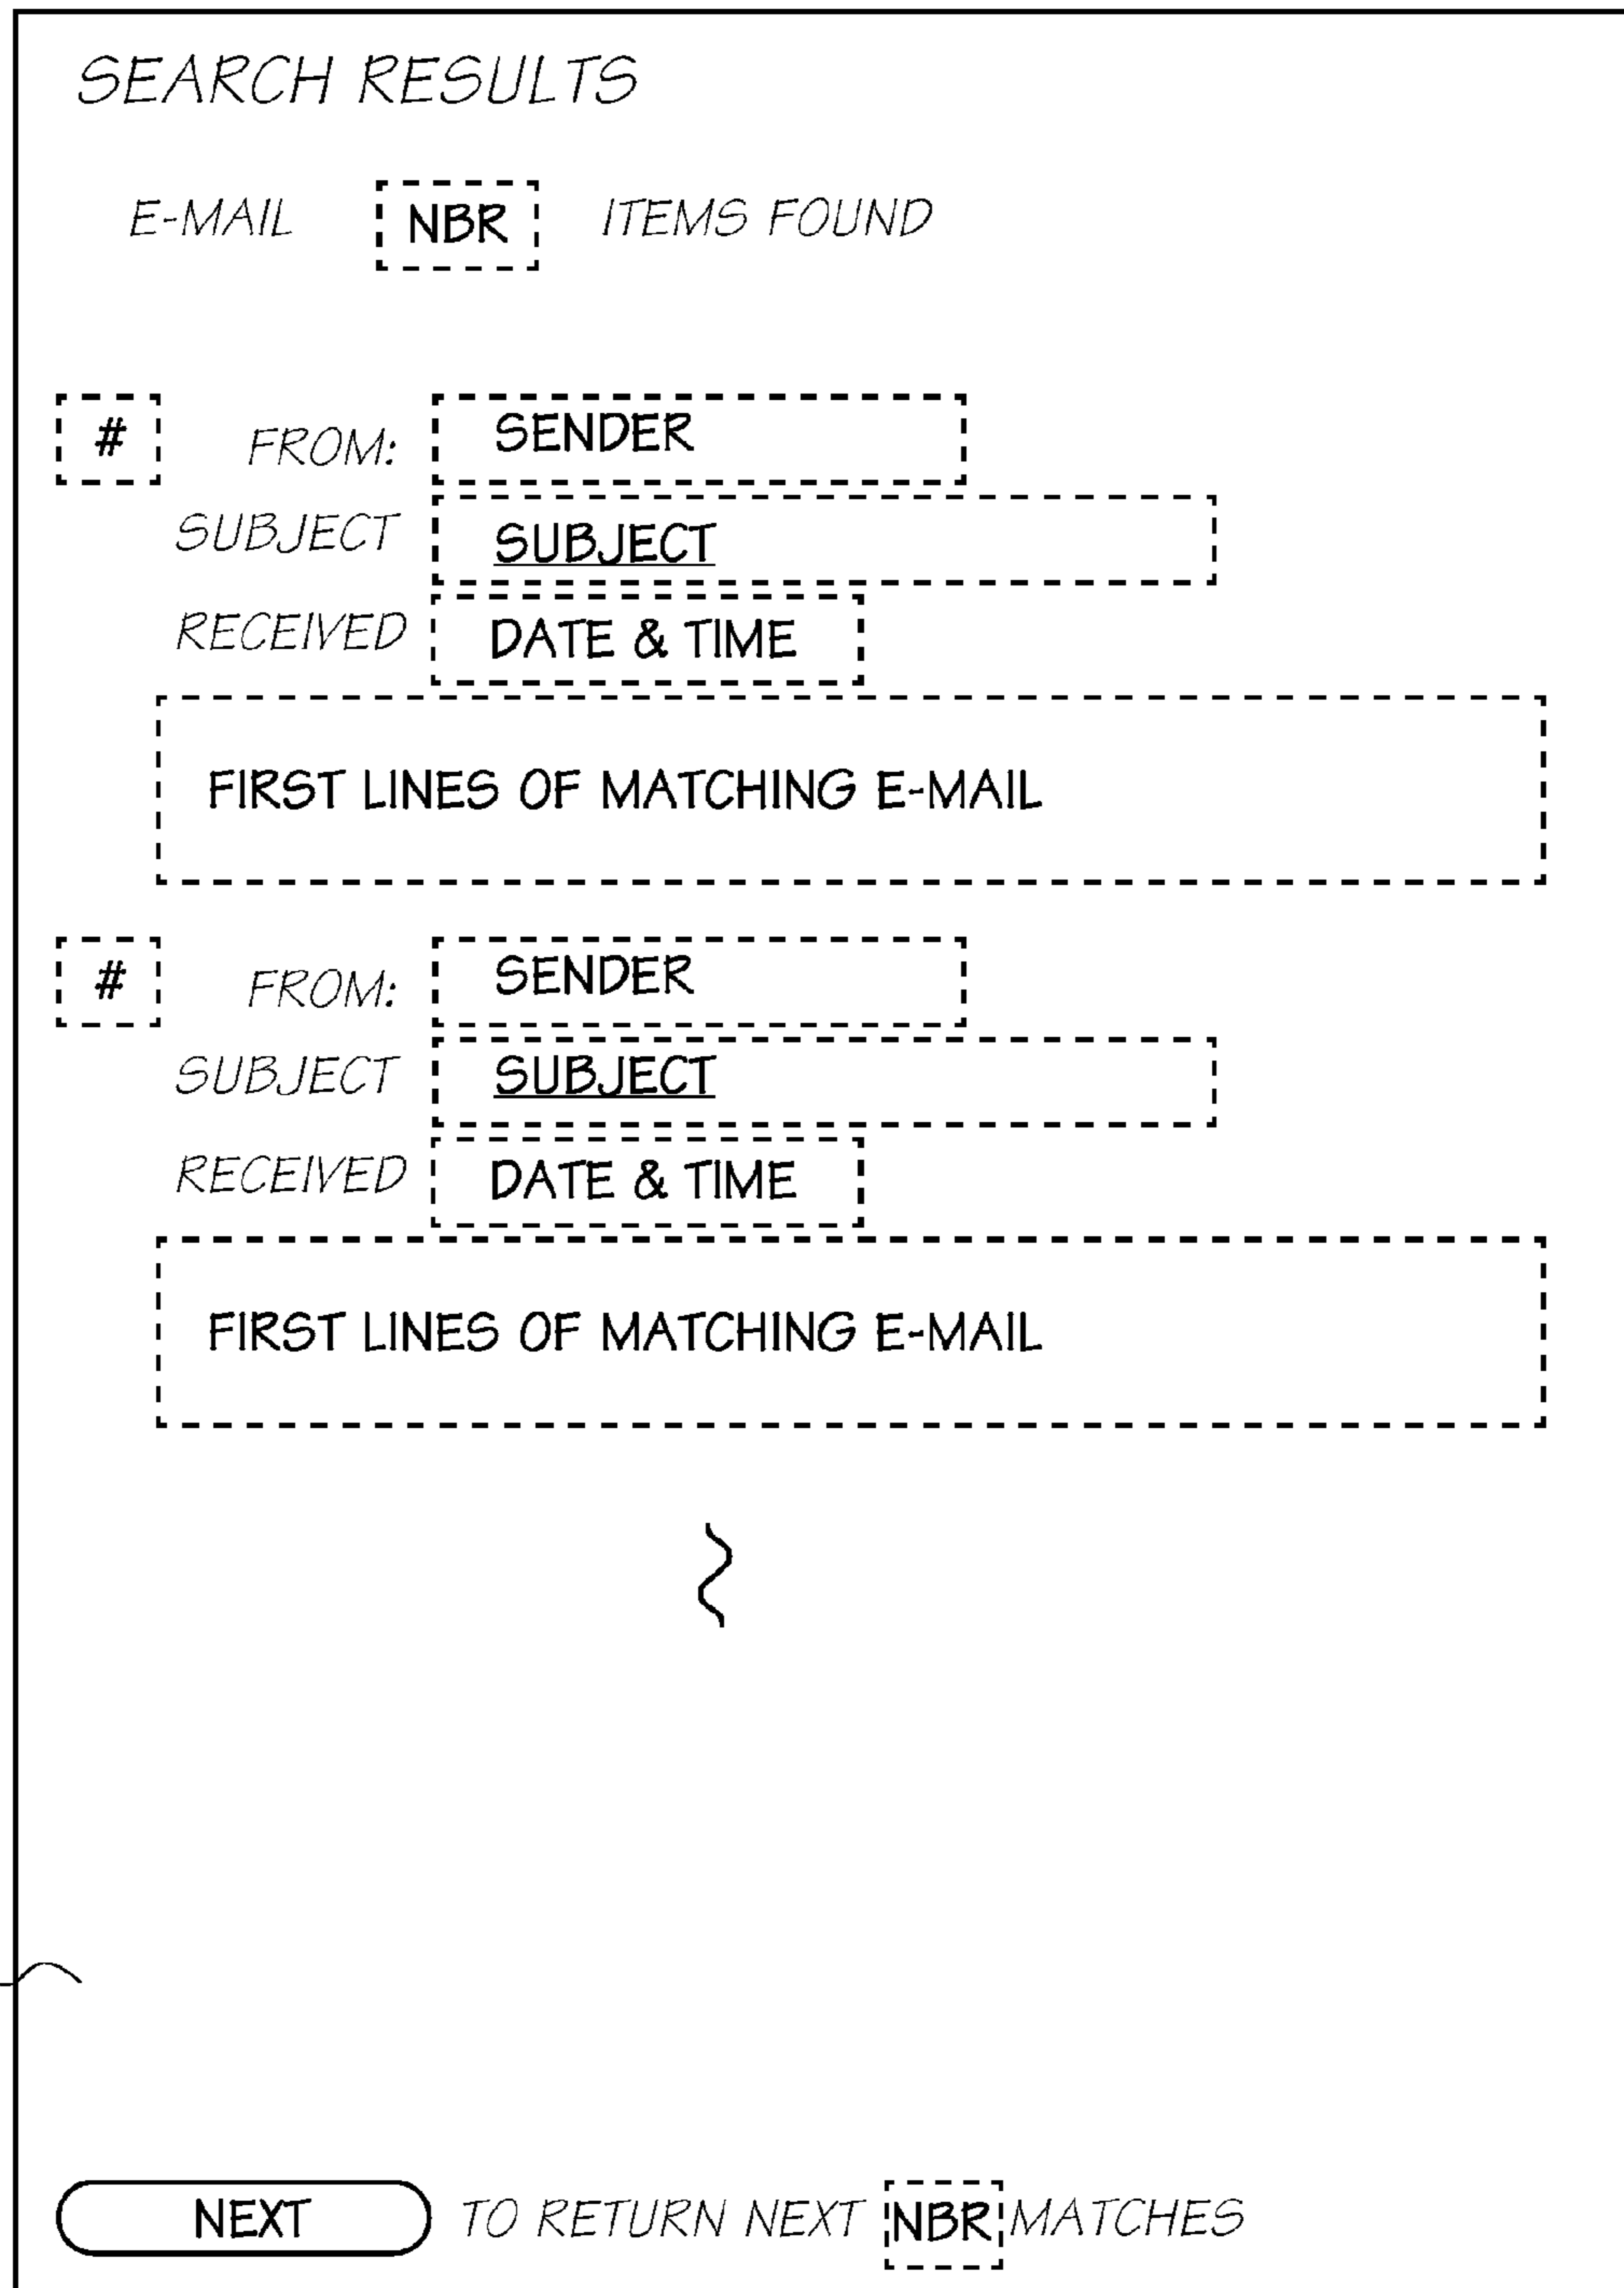 SEARCH RESULTS
E-MAIL NBR ITEMS FOUND
# FROM: SENDER
SUBJECT SUBJECT
RECEIVED DATE & TIME
FIRST LINES OF MATCHING E-MAIL
# FROM: SENDER
SUBJECT SUBJECT
RECEIVED DATE & TIME
FIRST LINES OF MATCHING E-MAIL
NEXT TO RETURN NEXT NBR MATCHES